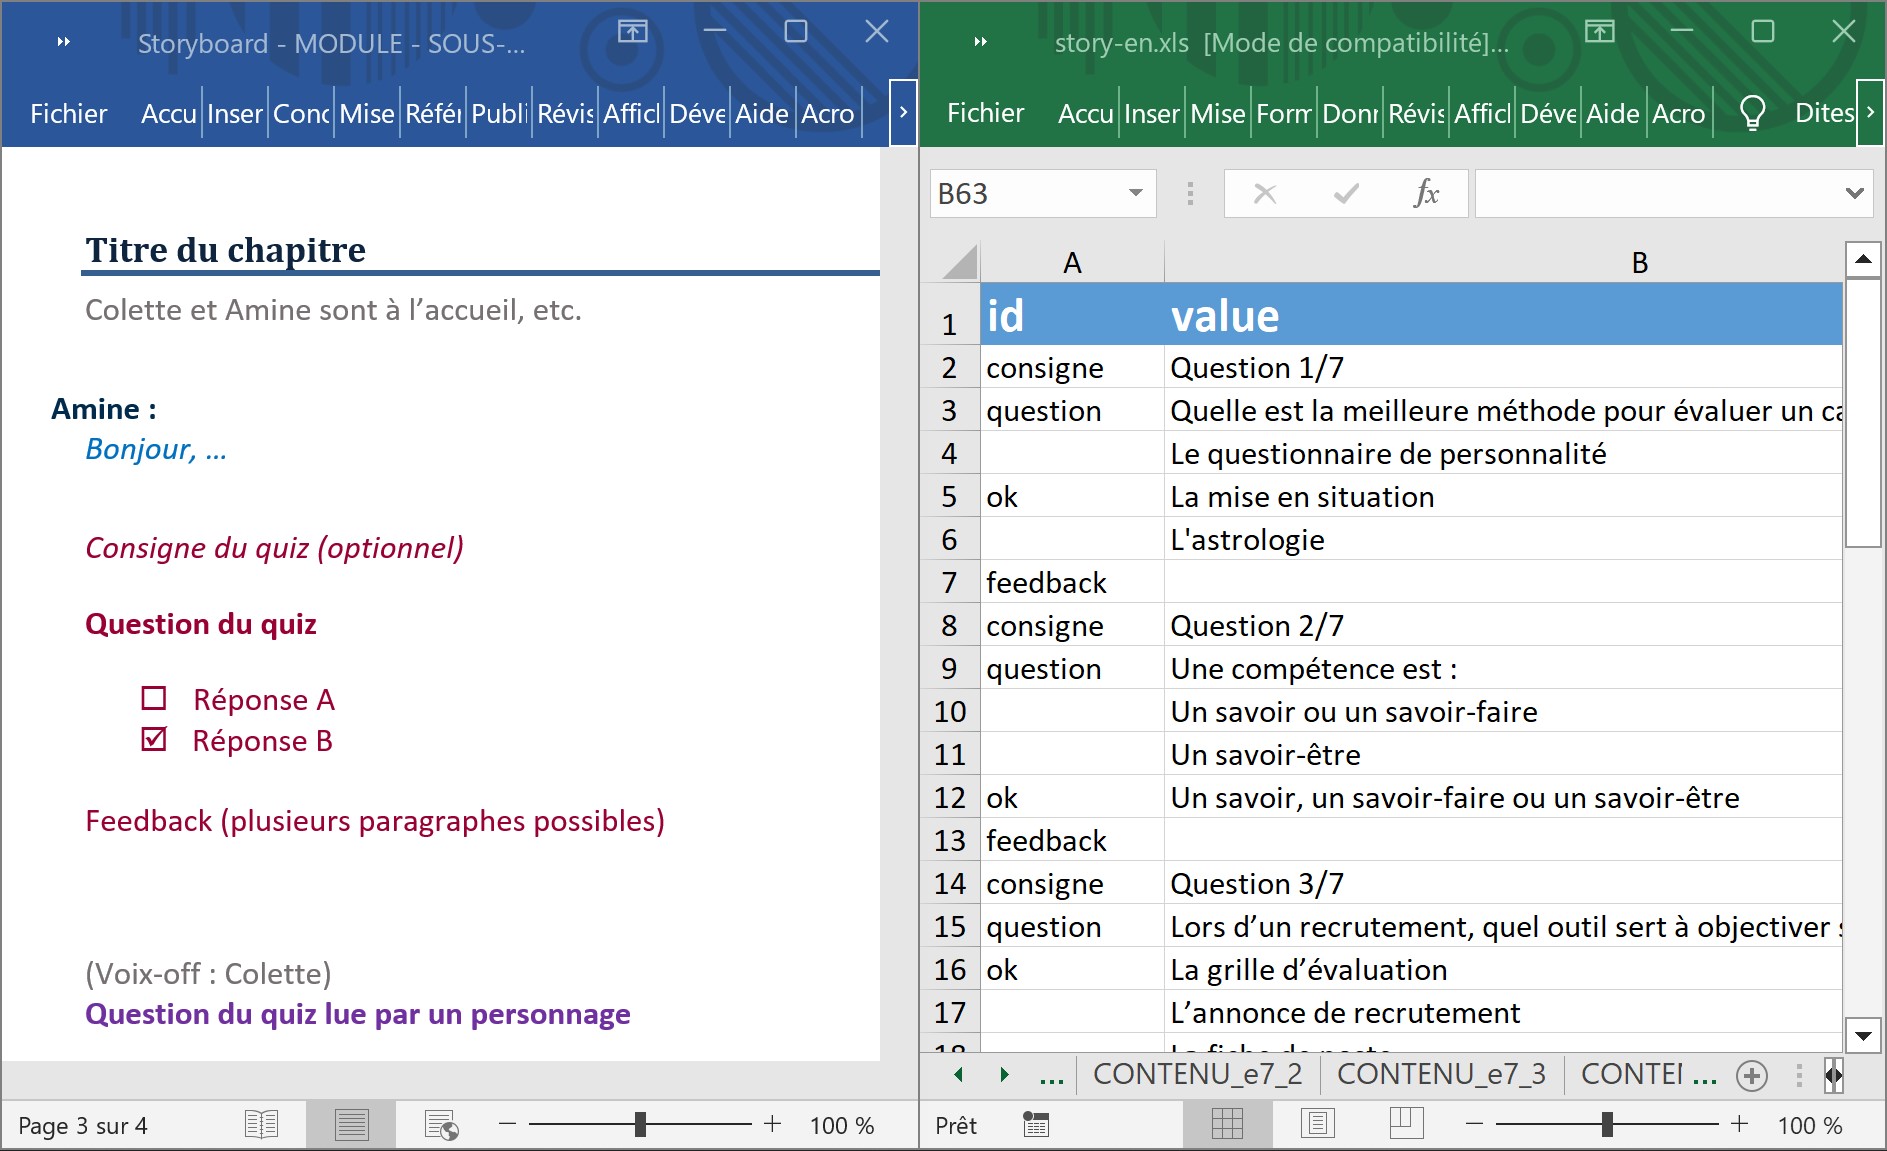 Storyboard - MODULE - SOUS-...
Fichier Accu Inser Conc Mise Référ Publi Révis Affich Déve Aide Acro
Titre du chapitre
Colette et Amine sont à l’accueil, etc.
Amine :
Bonjour, ...
Consigne du quiz (optionnel)
Question du quiz
☐ Réponse A
☑ Réponse B
Feedback (plusieurs paragraphes possibles)
(Voix-off : Colette)
Question du quiz lue par un personnage
Page 3 sur 4 100 %
story-en.xls [Mode de compatibilité]...
Fichier Accu Inser Mise Form Donn Révis Affich Déve Aide Acro Dites
B63 fx
A B
1 id value
2 consigne Question 1/7
3 question Quelle est la meilleure méthode pour évaluer un ca
4 Le questionnaire de personnalité
5 ok La mise en situation
6 L'astrologie
7 feedback
8 consigne Question 2/7
9 question Une compétence est :
10 Un savoir ou un savoir-faire
11 Un savoir-être
12 ok Un savoir, un savoir-faire ou un savoir-être
13 feedback
14 consigne Question 3/7
15 question Lors d’un recrutement, quel outil sert à objectiver s
16 ok La grille d’évaluation
17 L’annonce de recrutement
18 La fiche de poste
... CONTENU_e7_2 CONTENU_e7_3 CONTEN ...
Prêt 100 %